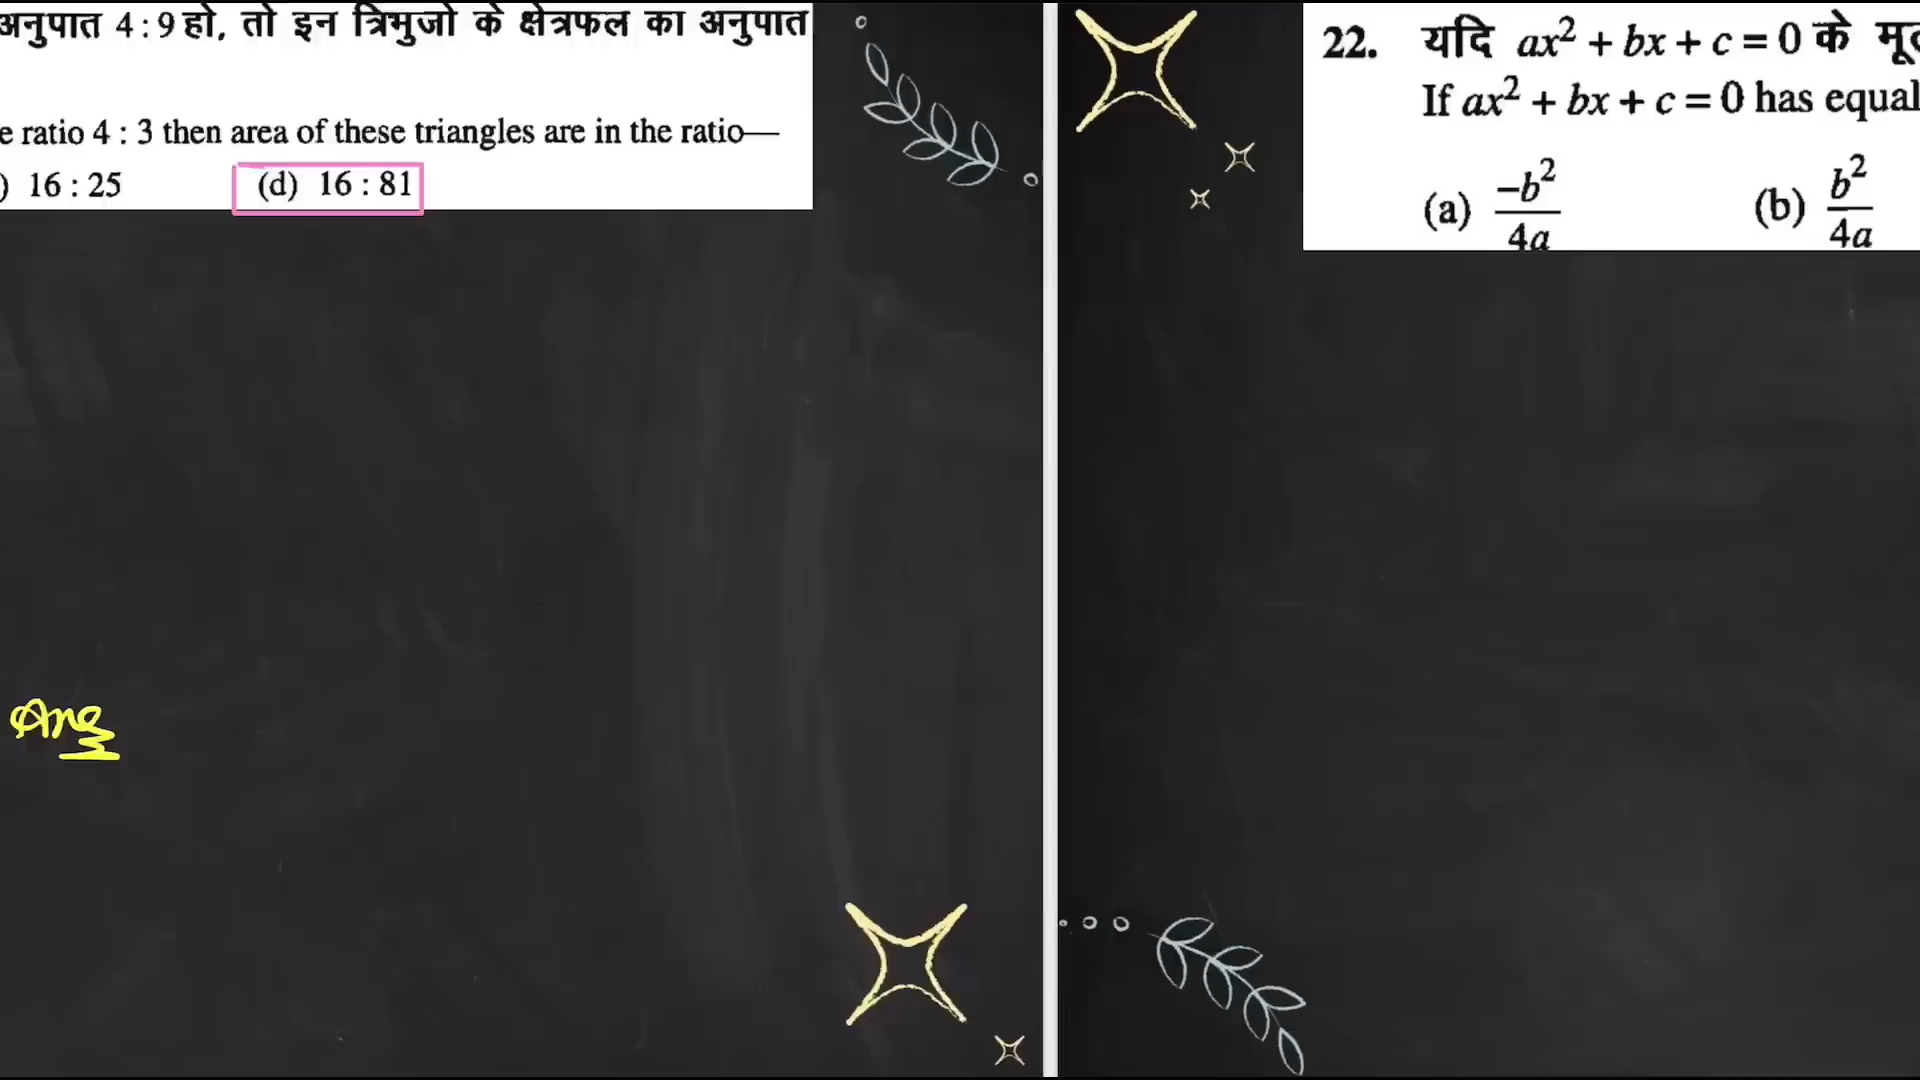 अनुपात 4 : 9 हो, तो इन त्रिभुजो के क्षेत्रफल का अनुपात
ratio 4 : 3 then area of these triangles are in the ratio—
) 16 : 25 (d) 16 : 81
Ans
22. यदि ax² + bx + c = 0 के
If ax² + bx + c = 0 has equal
(a) -b²/4a (b) b²/4a